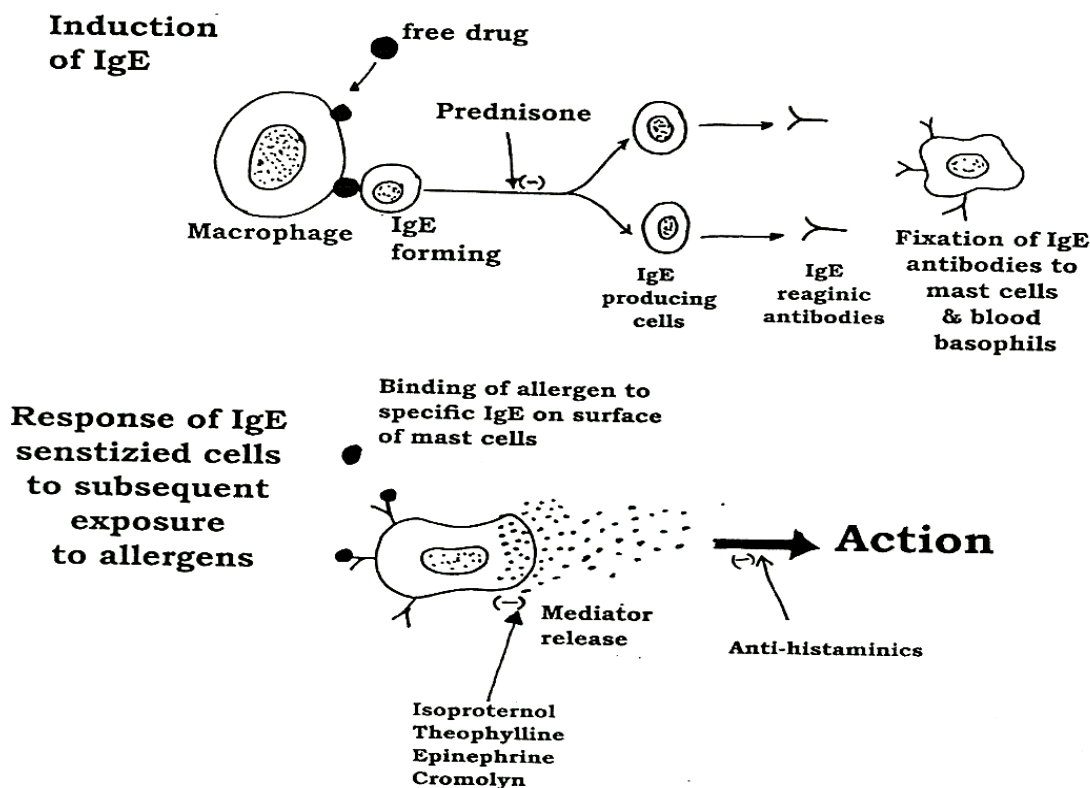 Induction
of IgE
free drug
Prednisone
(-)
Macrophage
IgE
forming
IgE
producing
cells
IgE
reaginic
antibodies
Fixation of IgE
antibodies to
mast cells
& blood
basophils
Response of IgE
senstizied cells
to subsequent
exposure
to allergens
Binding of allergen to
specific IgE on surface
of mast cells
Action
(-)
(-)
Mediator
release
Anti-histaminics
Isoproternol
Theophylline
Epinephrine
Cromolyn